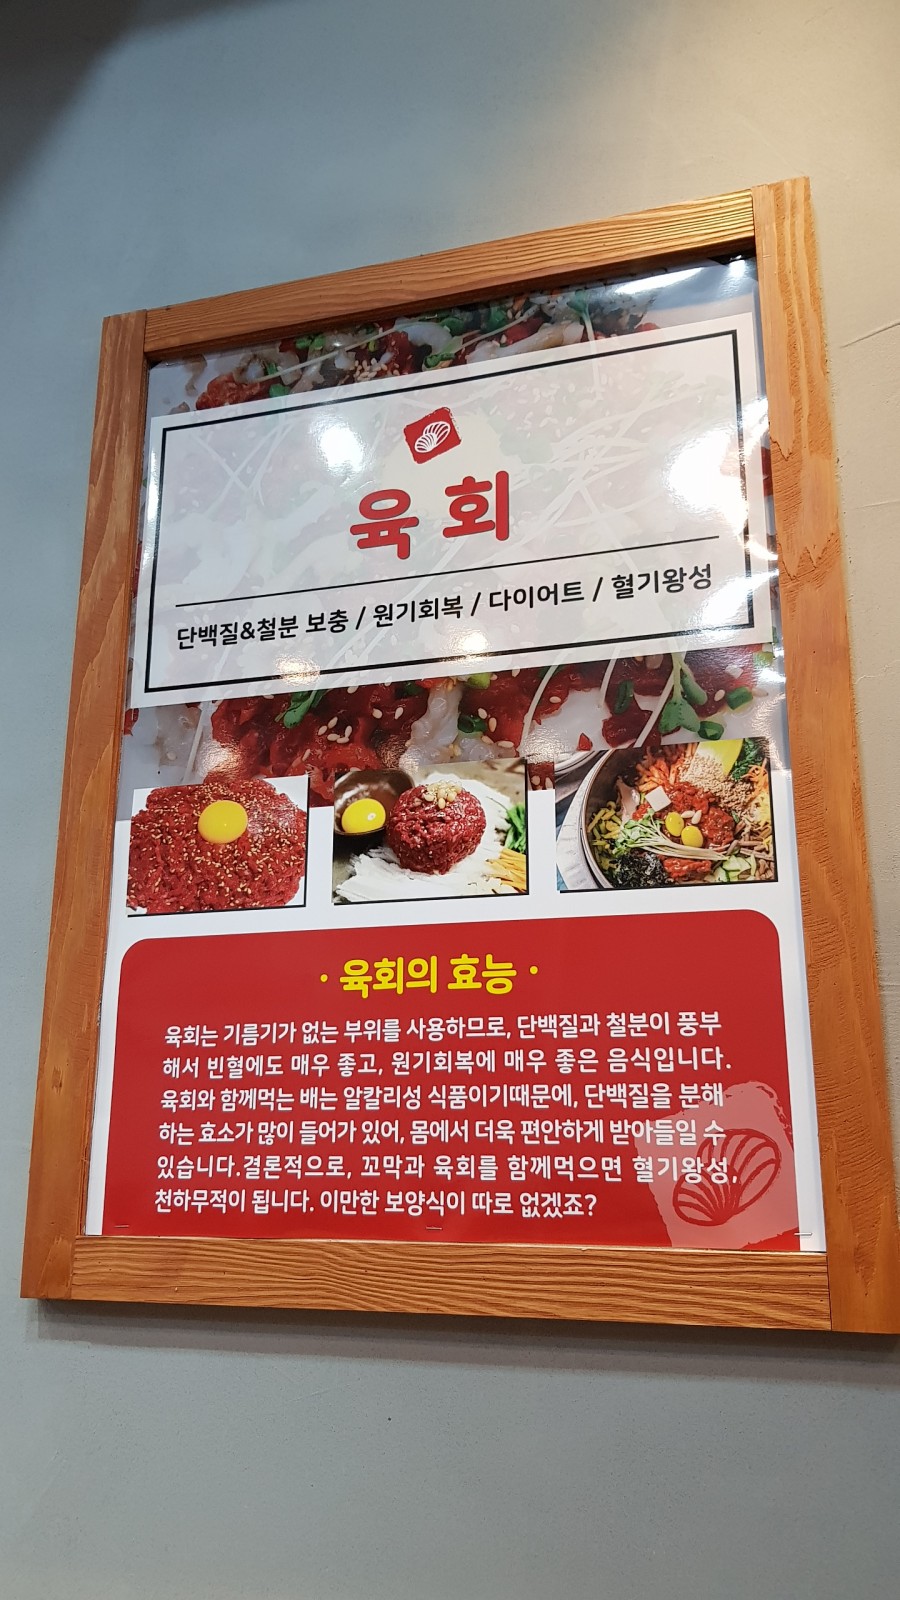 육회
단백질&철분 보충 / 원기회복 / 다이어트 / 혈기왕성
· 육회의 효능 ·
육회는 기름기가 없는 부위를 사용하므로, 단백질과 철분이 풍부
해서 빈혈에도 매우 좋고, 원기회복에 매우 좋은 음식입니다.
육회와 함께먹는 배는 알칼리성 식품이기때문에, 단백질을 분해
하는 효소가 많이 들어가 있어, 몸에서 더욱 편안하게 받아들일 수
있습니다.결론적으로, 꼬막과 육회를 함께먹으면 혈기왕성,
천하무적이 됩니다. 이만한 보양식이 따로 없겠죠?